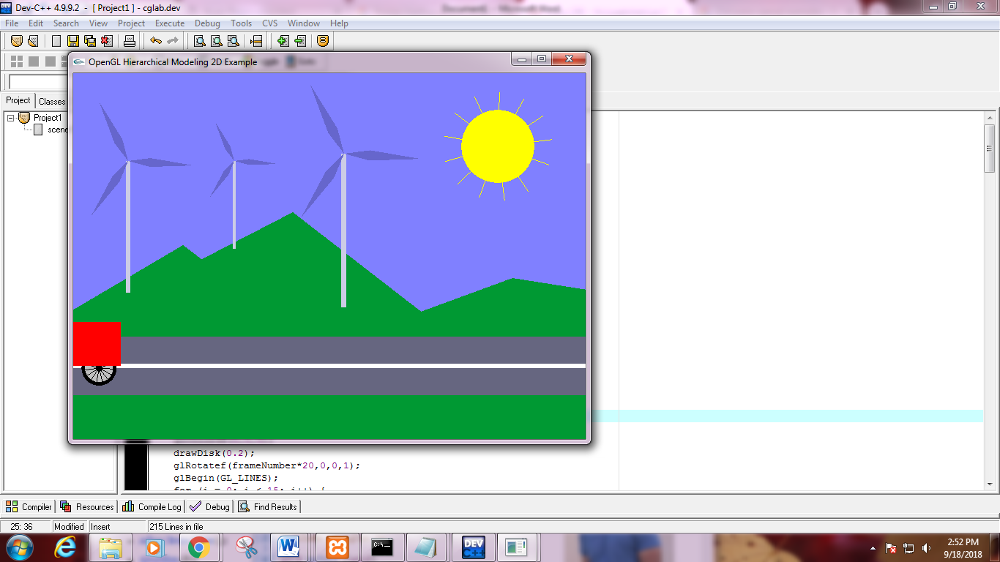 Dev-C++ 4.9.9.2 - [ Project1 ] - cglab.dev
File Edit Search View Project Execute Debug Tools CVS Window Help
OpenGL Hierarchical Modeling 2D Example
Project Classes
Project1
scene
drawDisk(0.2);
glRotatef(frameNumber*20,0,0,1);
glBegin(GL_LINES);
for (i = 0; i < 15; i++) {
Compiler Resources Compile Log Debug Find Results
25: 36 Modified Insert 215 Lines in file
DEV C++
2:52 PM
9/18/2018